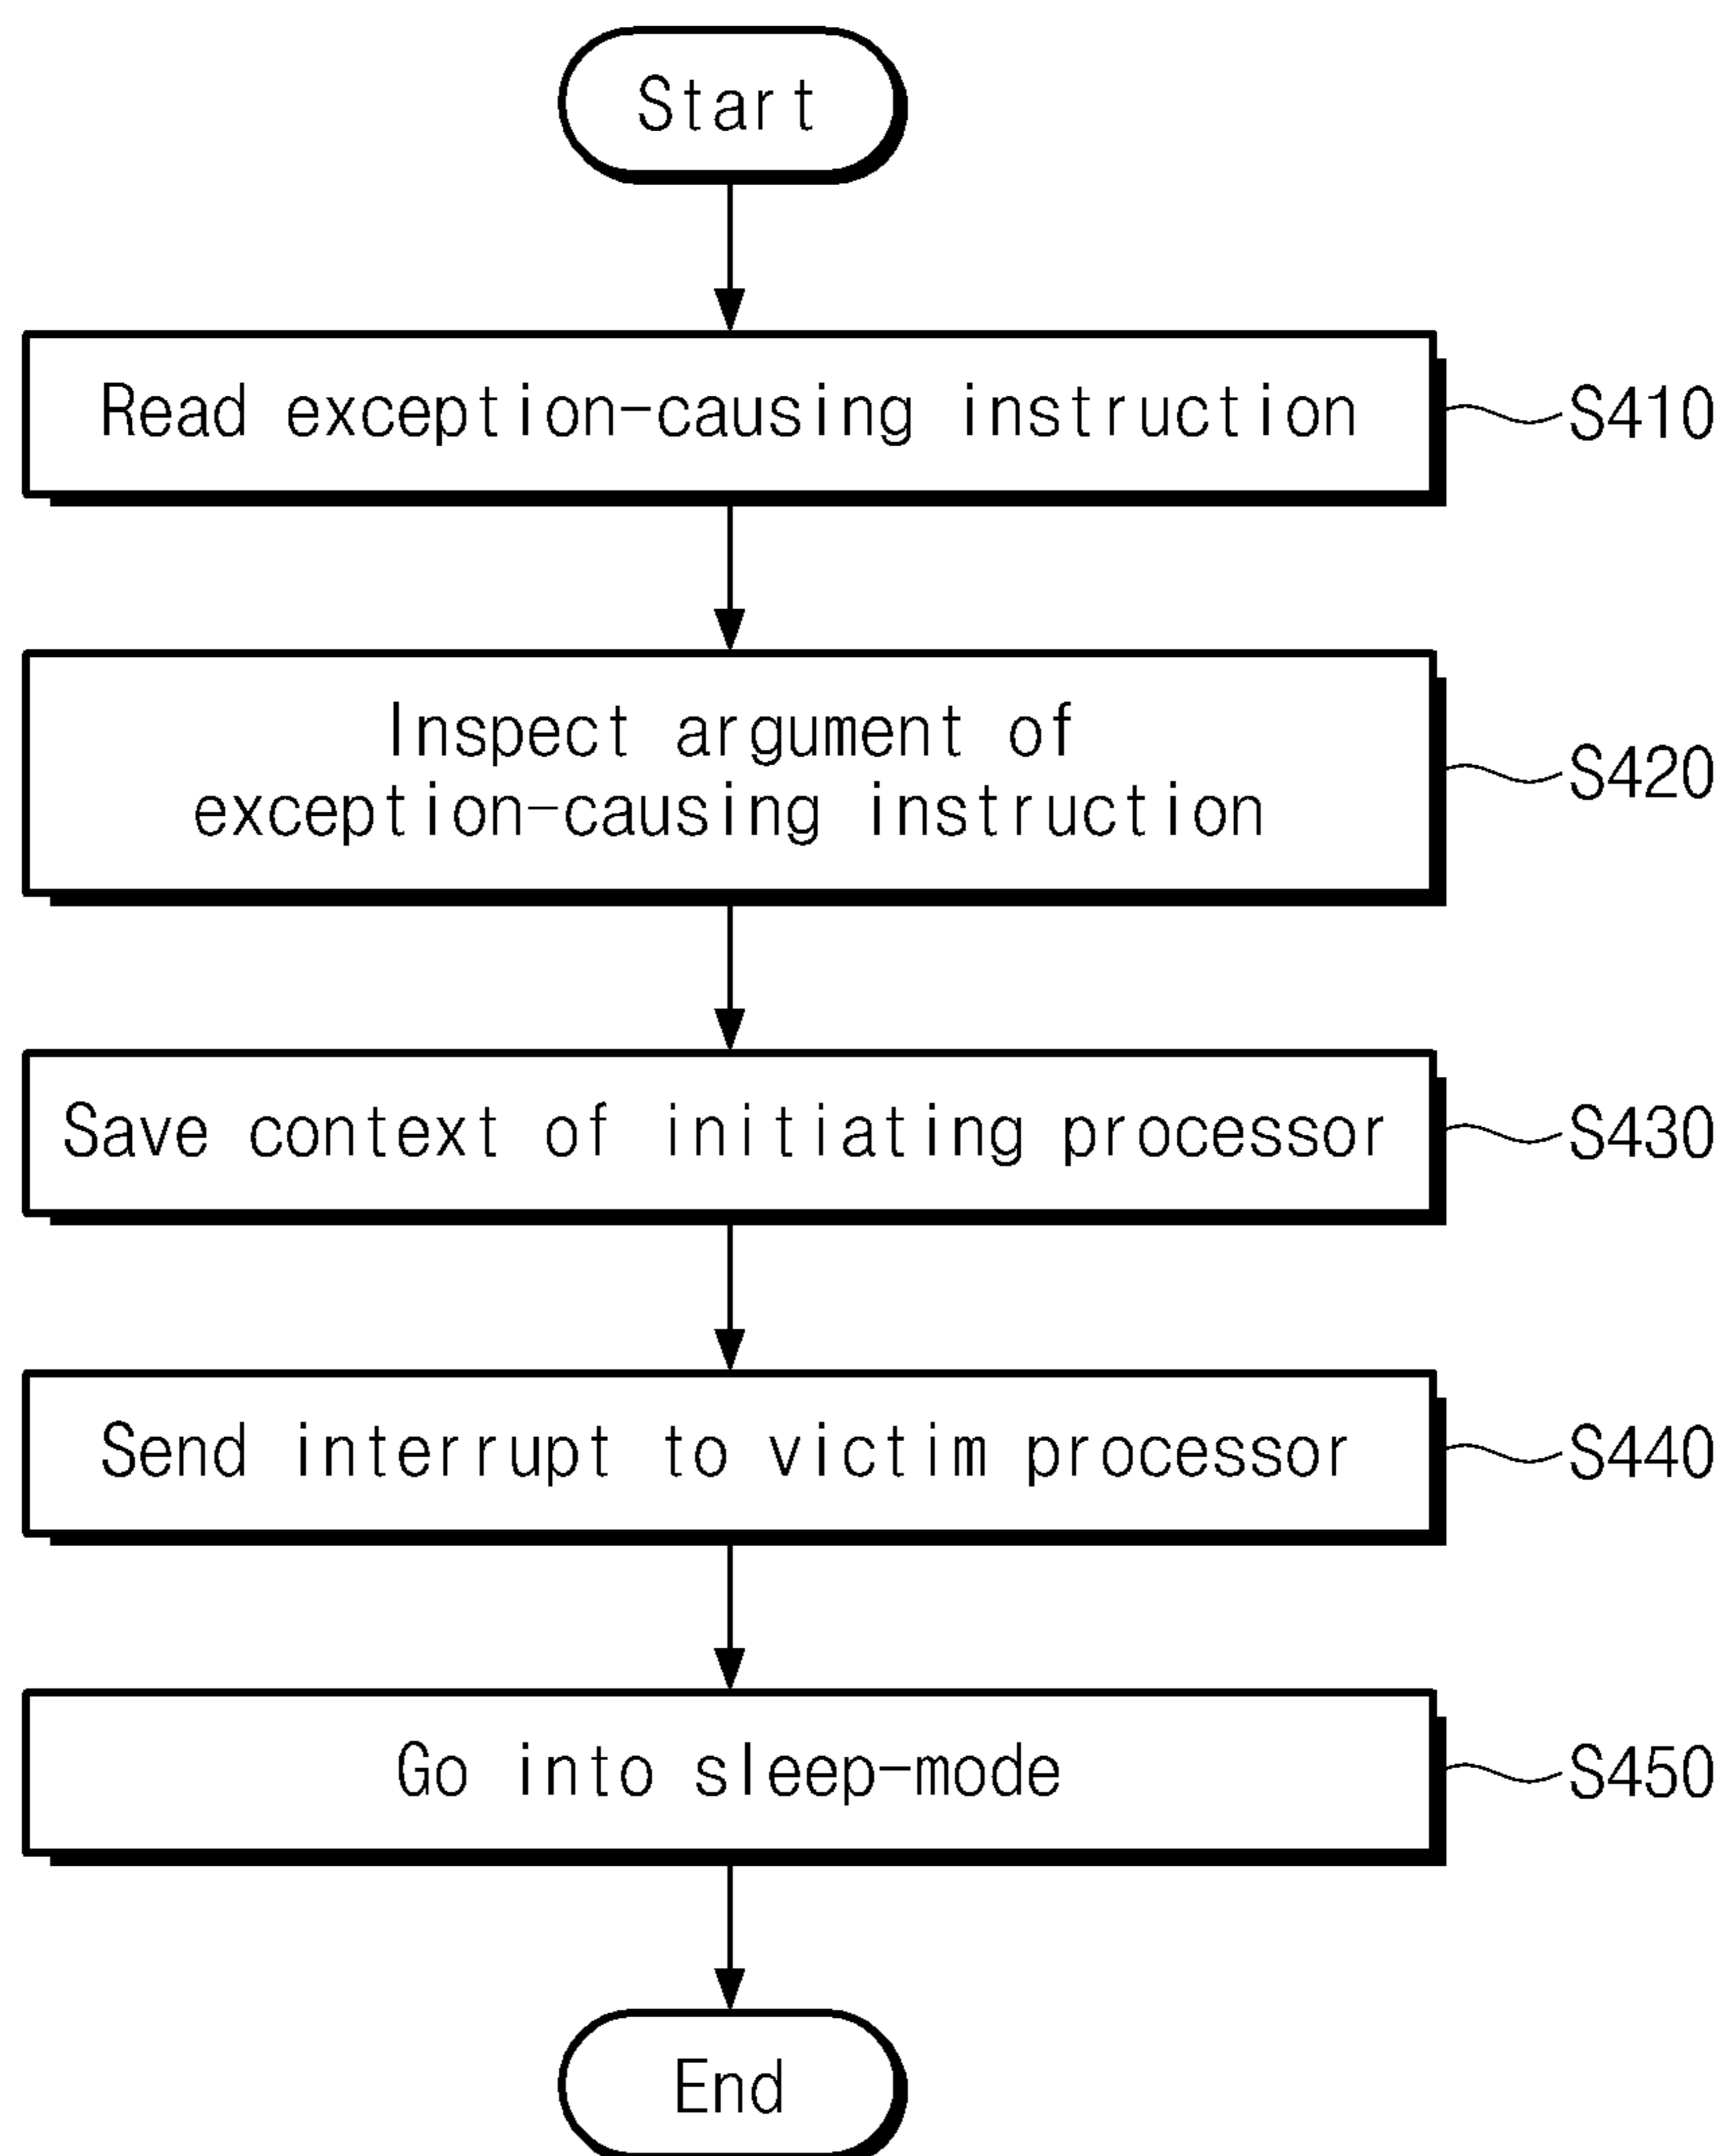 Start
Read exception-causing instruction
S410
Inspect argument of
exception-causing instruction
S420
Save context of initiating processor
S430
Send interrupt to victim processor
S440
Go into sleep-mode
S450
End